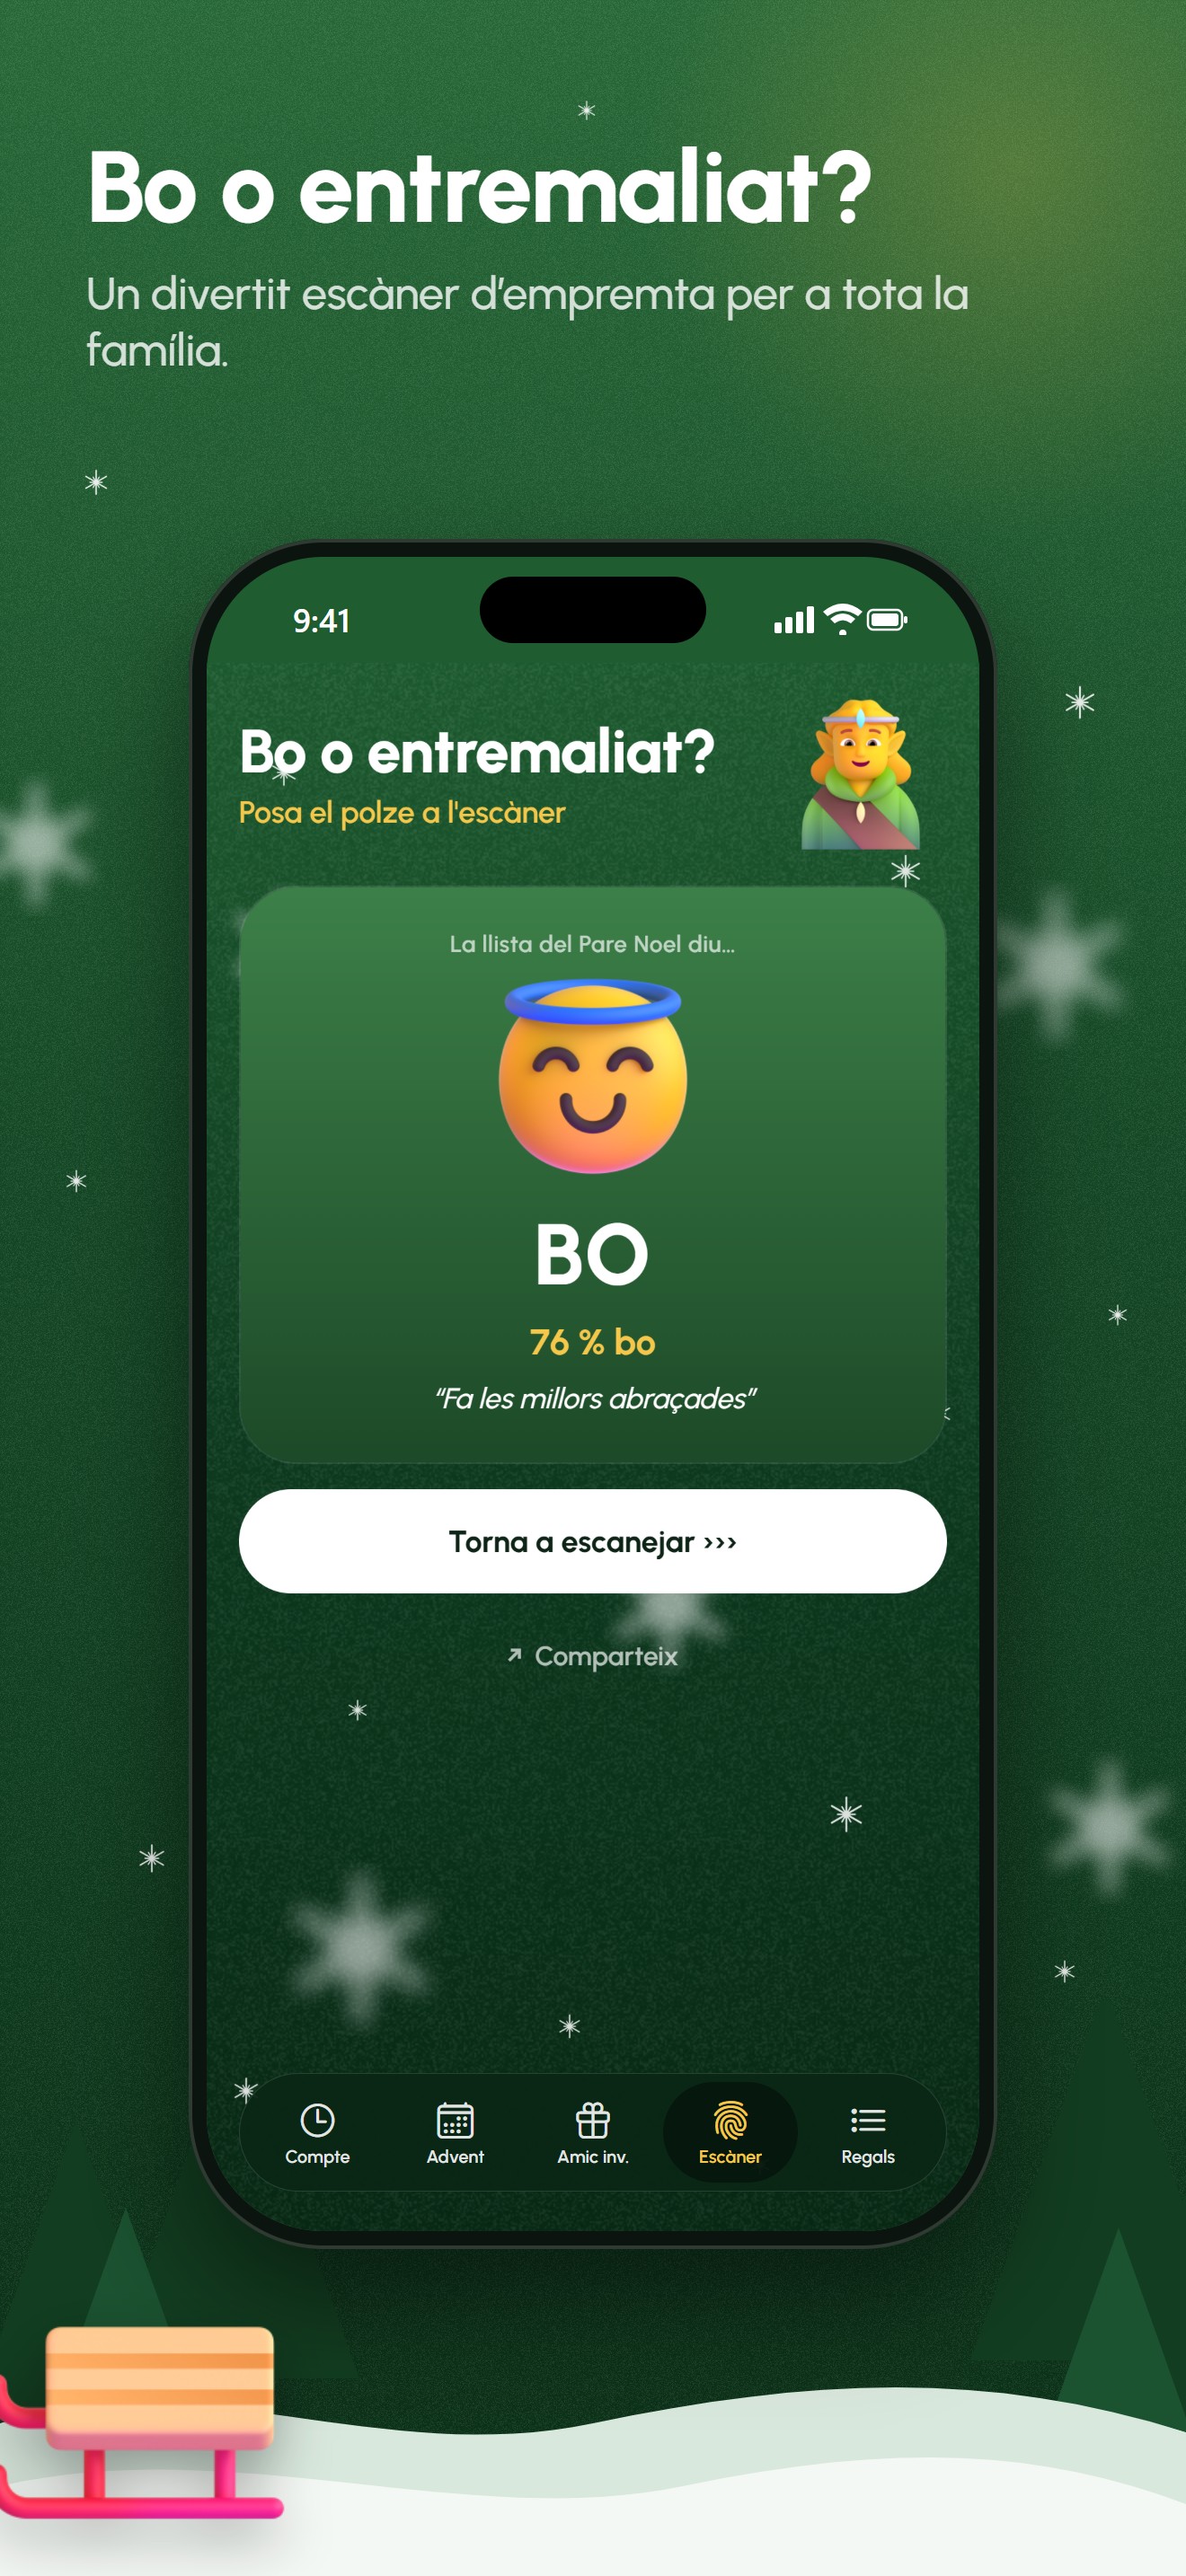 Bo o entremaliat?
Un divertit escàner d’empremta per a tota la
família.
9:41
Bo o entremaliat?
Posa el polze a l'escàner
La llista del Pare Noel diu...
BO
76 % bo
“Fa les millors abraçades”
Torna a escanejar ›››
↗ Comparteix
Compte
Advent
Amic inv.
Escàner
Regals